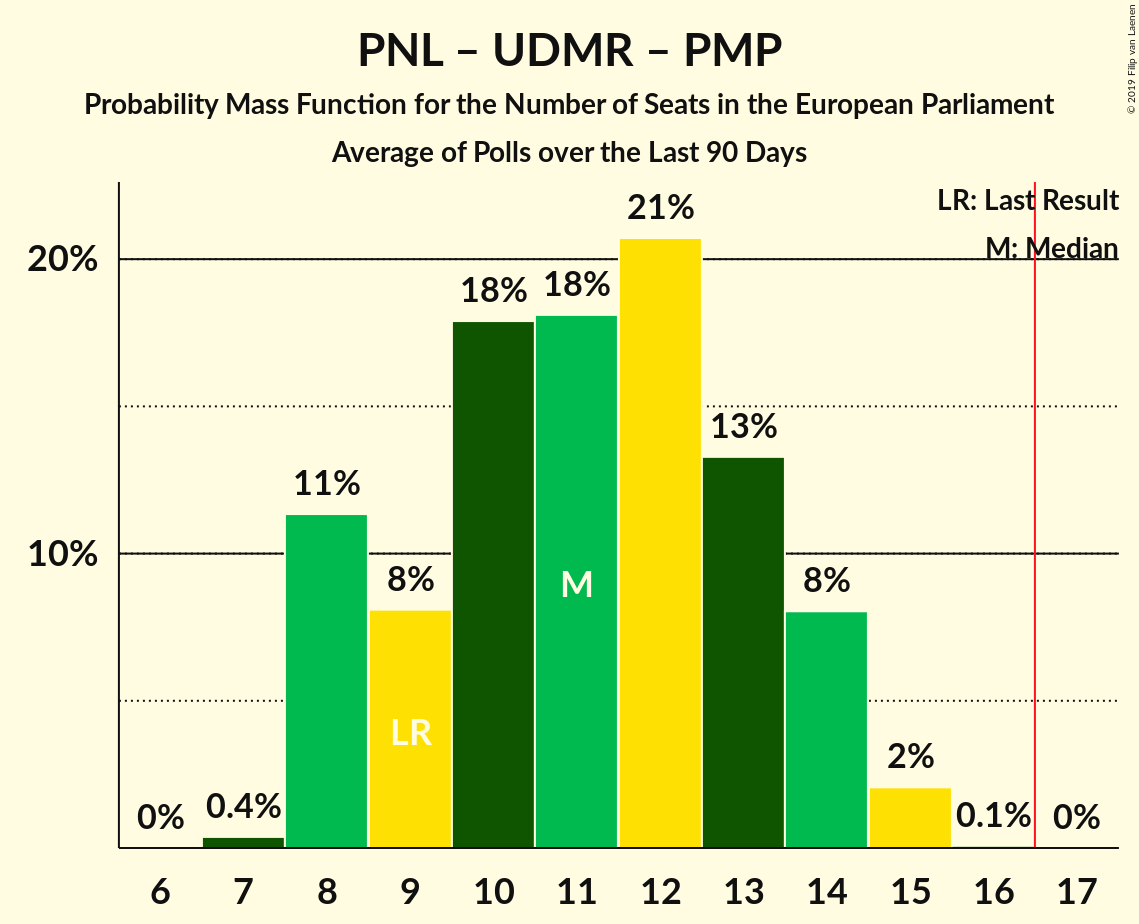 PNL – UDMR – PMP
Probability Mass Function for the Number of Seats in the European Parliament
Average of Polls over the Last 90 Days
© 2019 Filip van Laenen
LR: Last Result
M: Median
20%
10%
0%
0.4%
11%
8%
18%
18%
21%
13%
8%
2%
0.1%
0%
LR
M
6 7 8 9 10 11 12 13 14 15 16 17